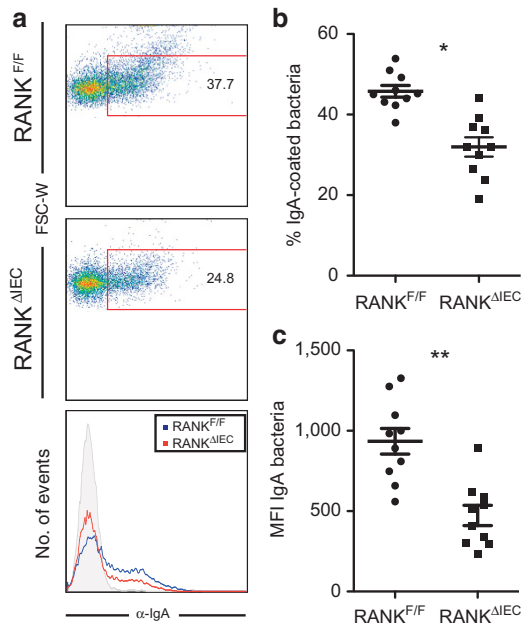 a
RANK F/F
37.7
FSC-W
RANK ΔIEC
24.8
No. of events
RANK F/F
RANK ΔIEC
α-IgA
b
% IgA-coated bacteria
60
40
20
0
*
RANK F/F
RANK ΔIEC
c
MFI IgA bacteria
1,500
1,000
500
0
**
RANK F/F
RANK ΔIEC